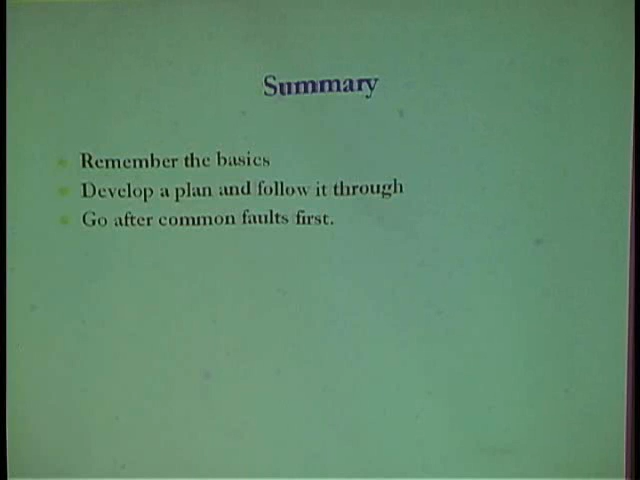 Summary
Remember the basics
Develop a plan and follow it through
Go after common faults first.